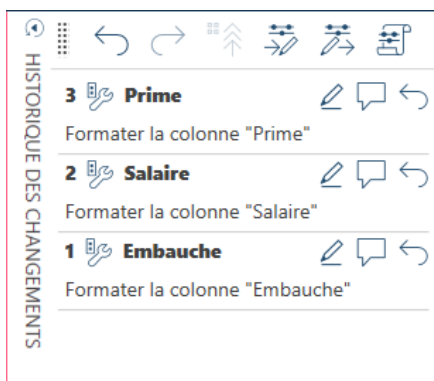 HISTORIQUE DES CHANGEMENTS
3 Prime
Formater la colonne "Prime"
2 Salaire
Formater la colonne "Salaire"
1 Embauche
Formater la colonne "Embauche"